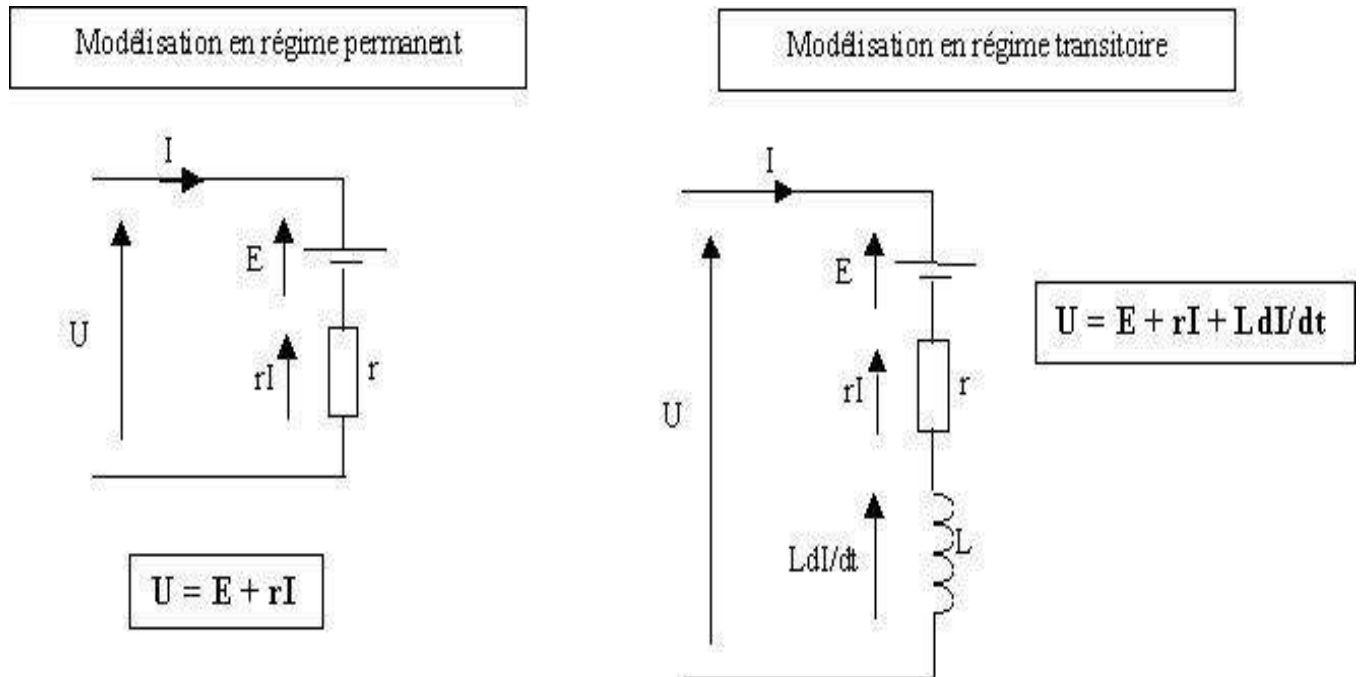 Modélisation en régime permanent
I
E
U
rI
r
U = E + rI
Modélisation en régime transitoire
I
E
U = E + rI + LdI/dt
rI
r
U
LdI/dt
L